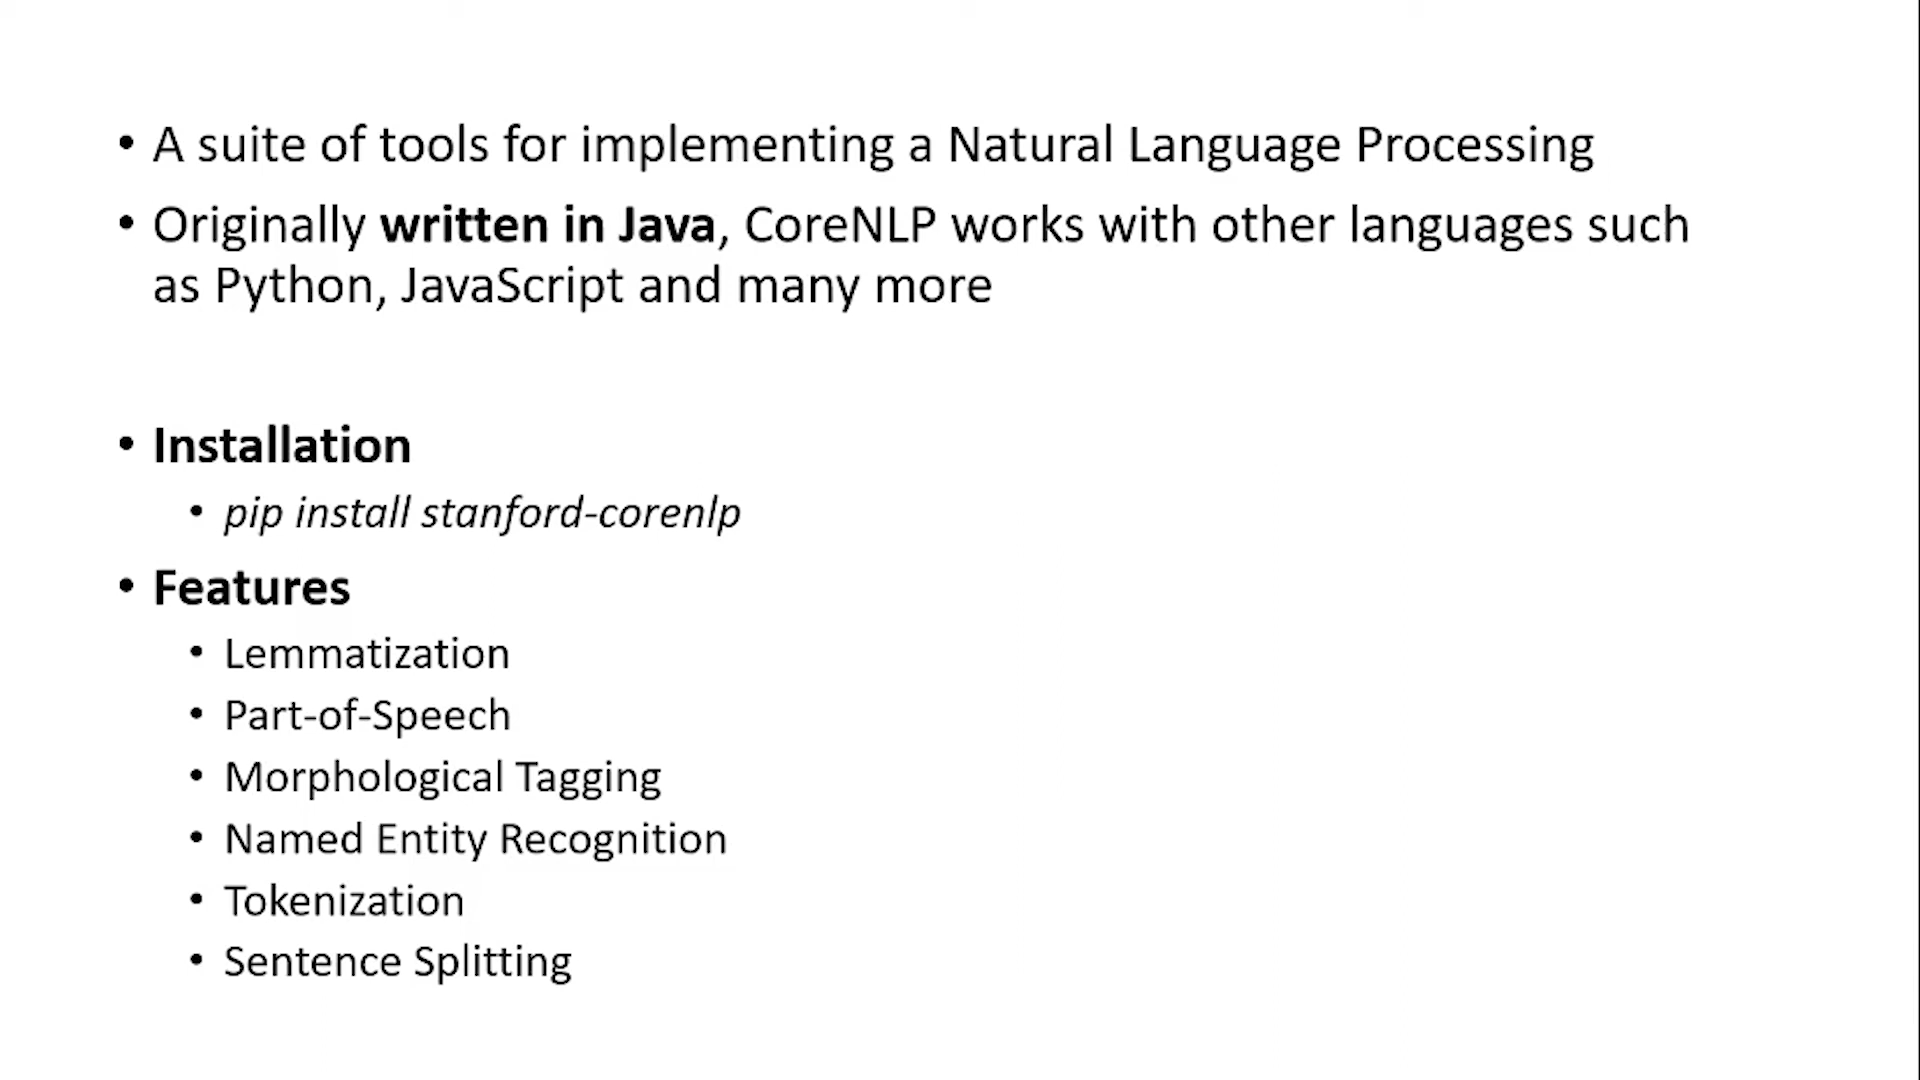 • A suite of tools for implementing a Natural Language Processing
• Originally written in Java, CoreNLP works with other languages such
as Python, JavaScript and many more
• Installation
• pip install stanford-corenlp
• Features
• Lemmatization
• Part-of-Speech
• Morphological Tagging
• Named Entity Recognition
• Tokenization
• Sentence Splitting